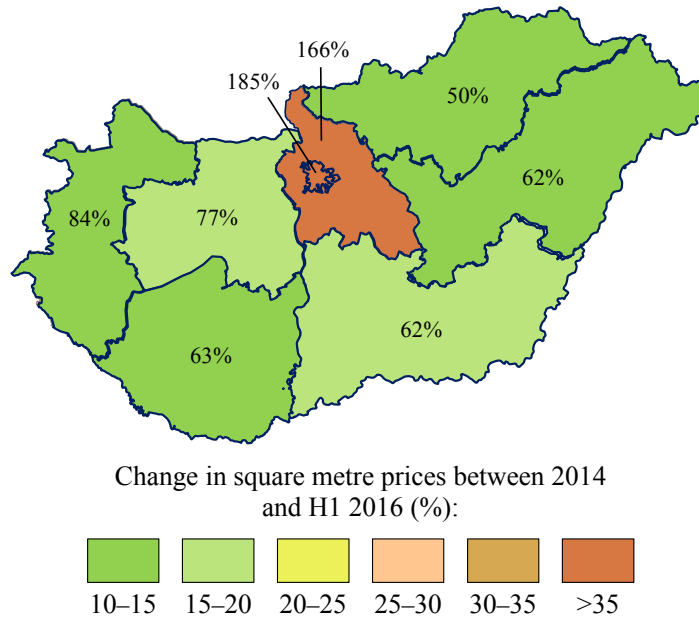 166%
185%
50%
62%
84%
77%
62%
63%
Change in square metre prices between 2014
and H1 2016 (%):
10–15 15–20 20–25 25–30 30–35 >35